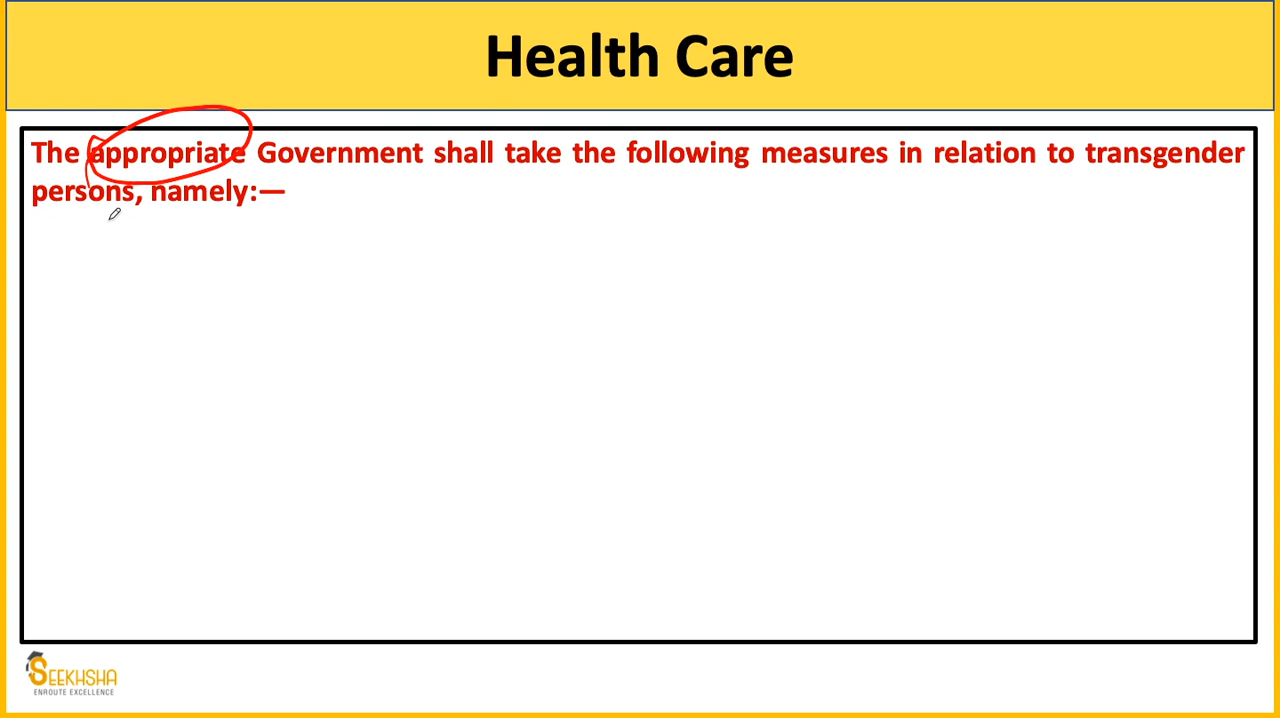 Health Care
The appropriate Government shall take the following measures in relation to transgender
persons, namely:—
SEEKHSHA
ENROUTE EXCELLENCE